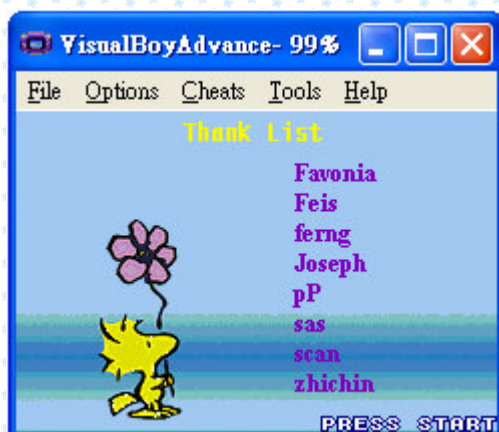 VisualBoyAdvance- 99%
File Options Cheats Tools Help
Thank List
Favonia
Feis
ferng
Joseph
pP
sas
scan
zhichin
PRESS START